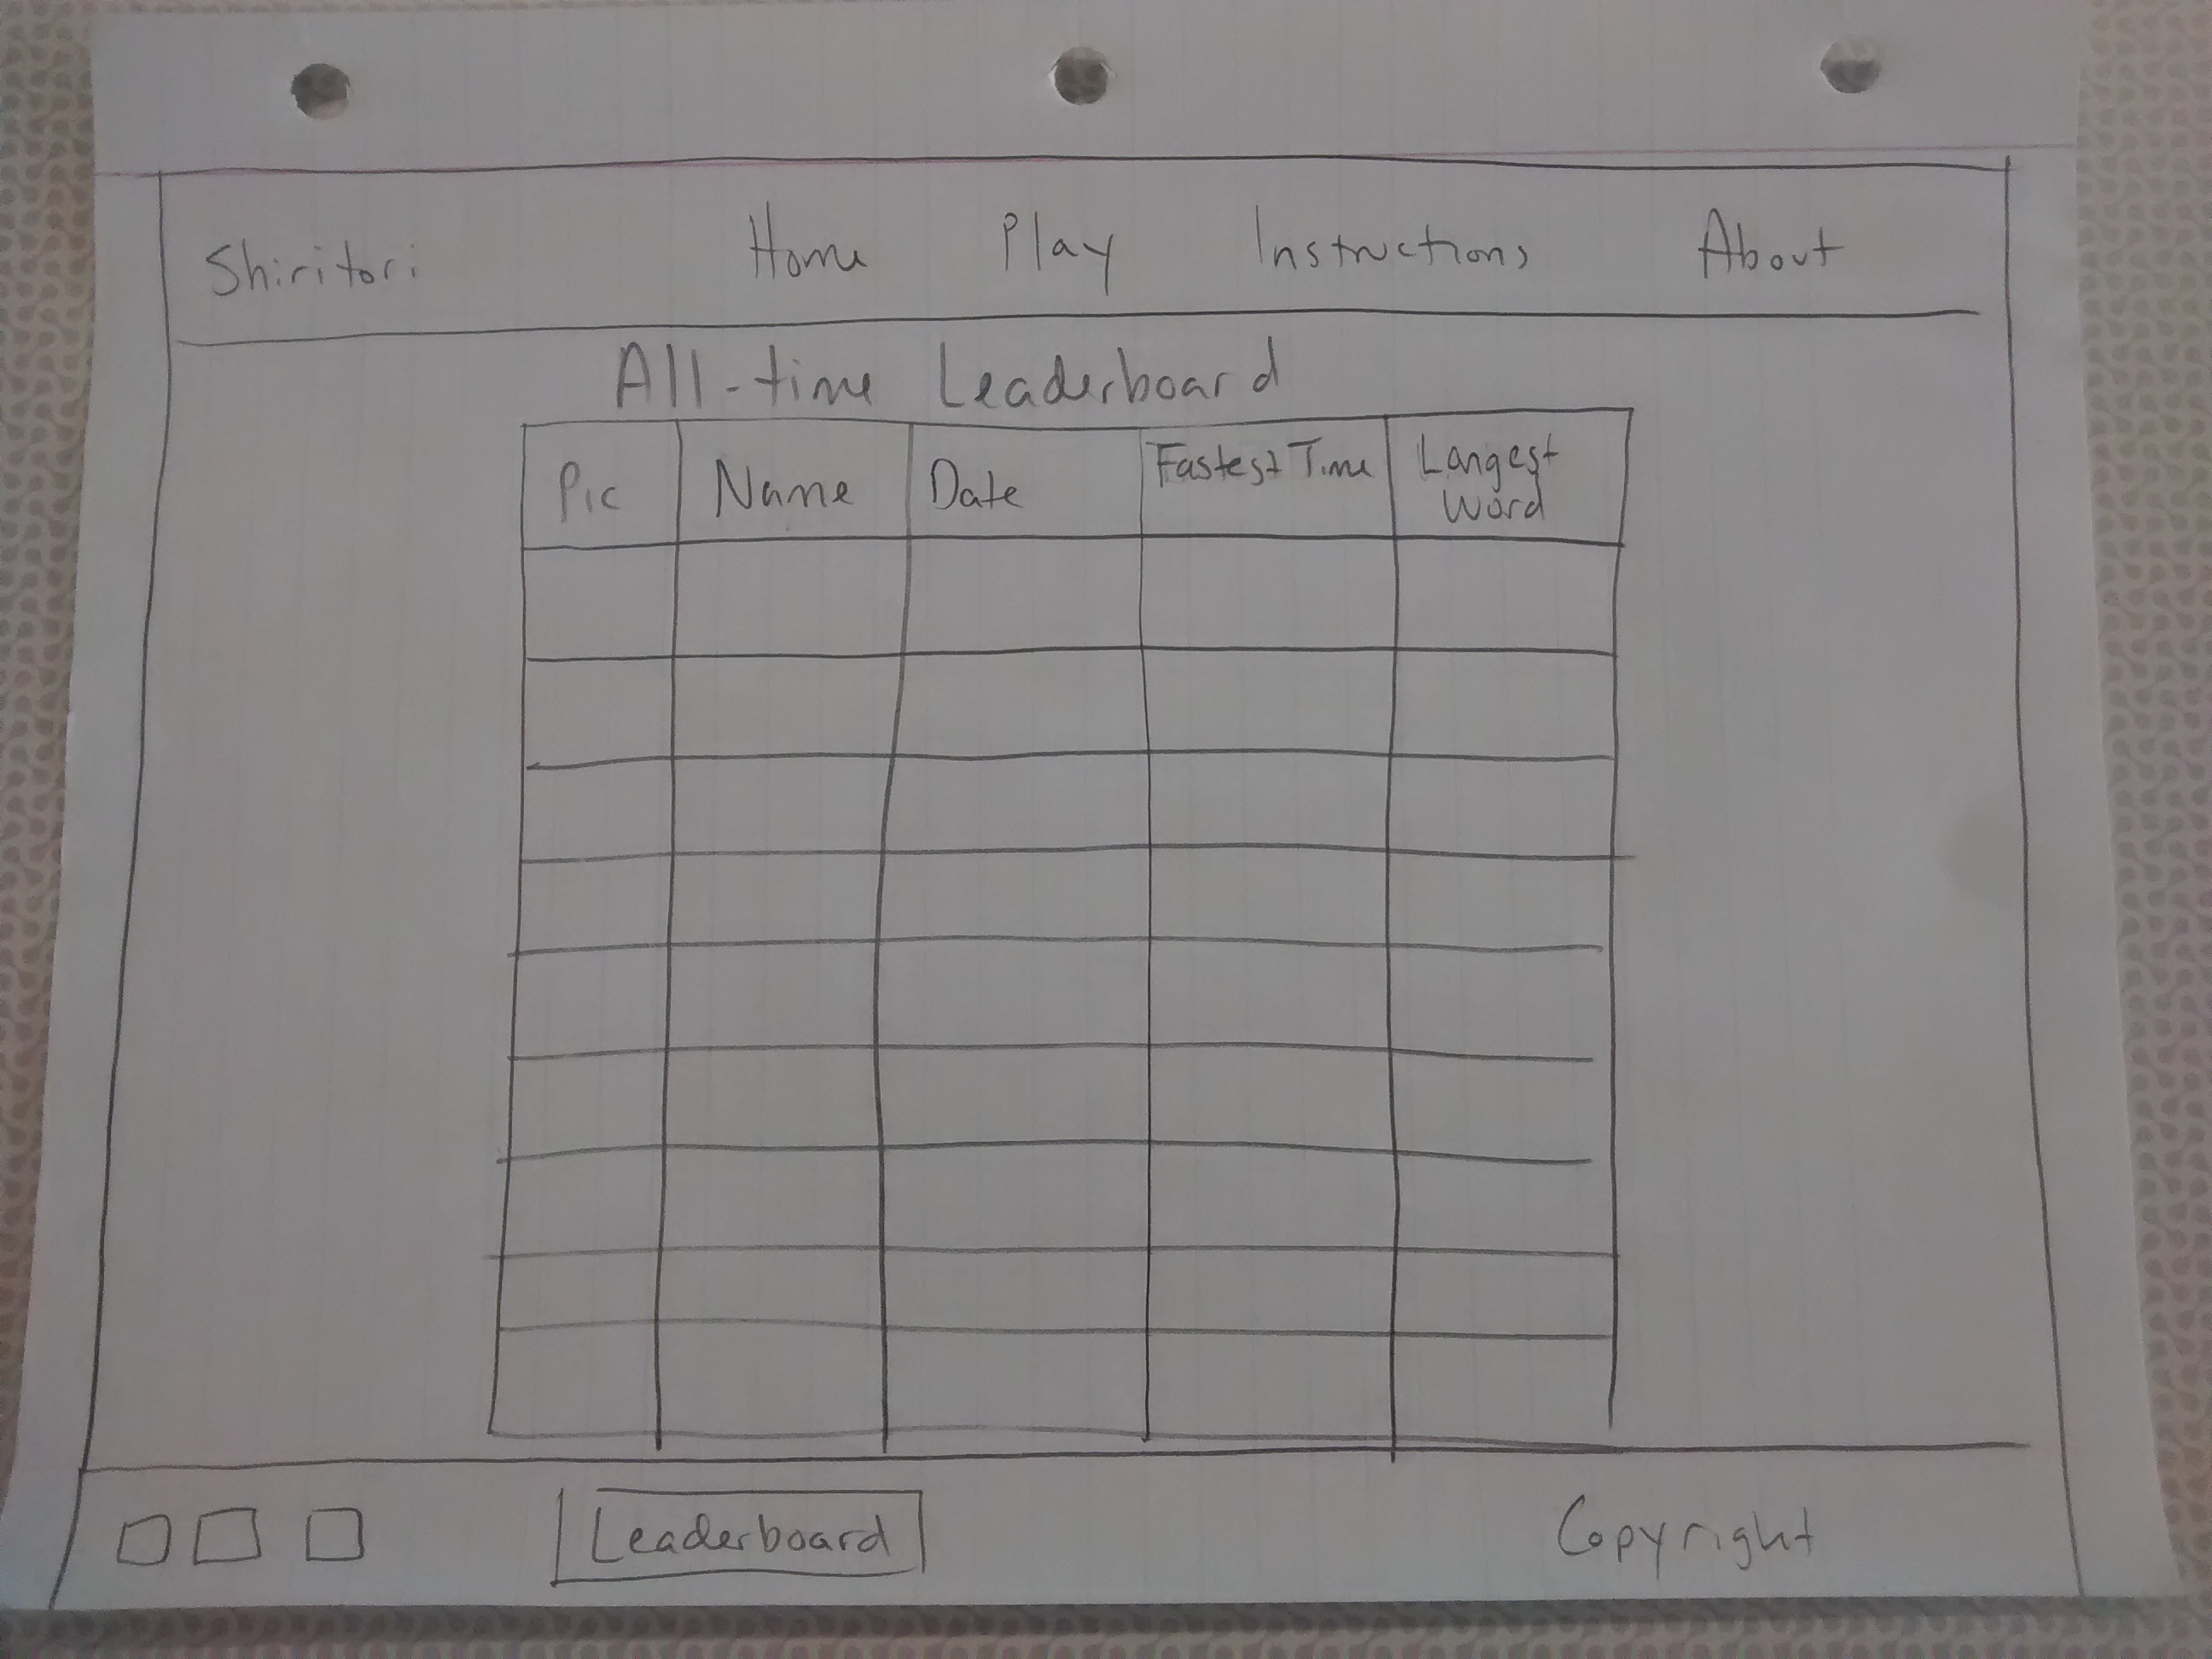 Shiritori Home Play Instructions About
All-time Leaderboard
Pic Name Date Fastest Time Longest
Word
Leaderboard Copyright